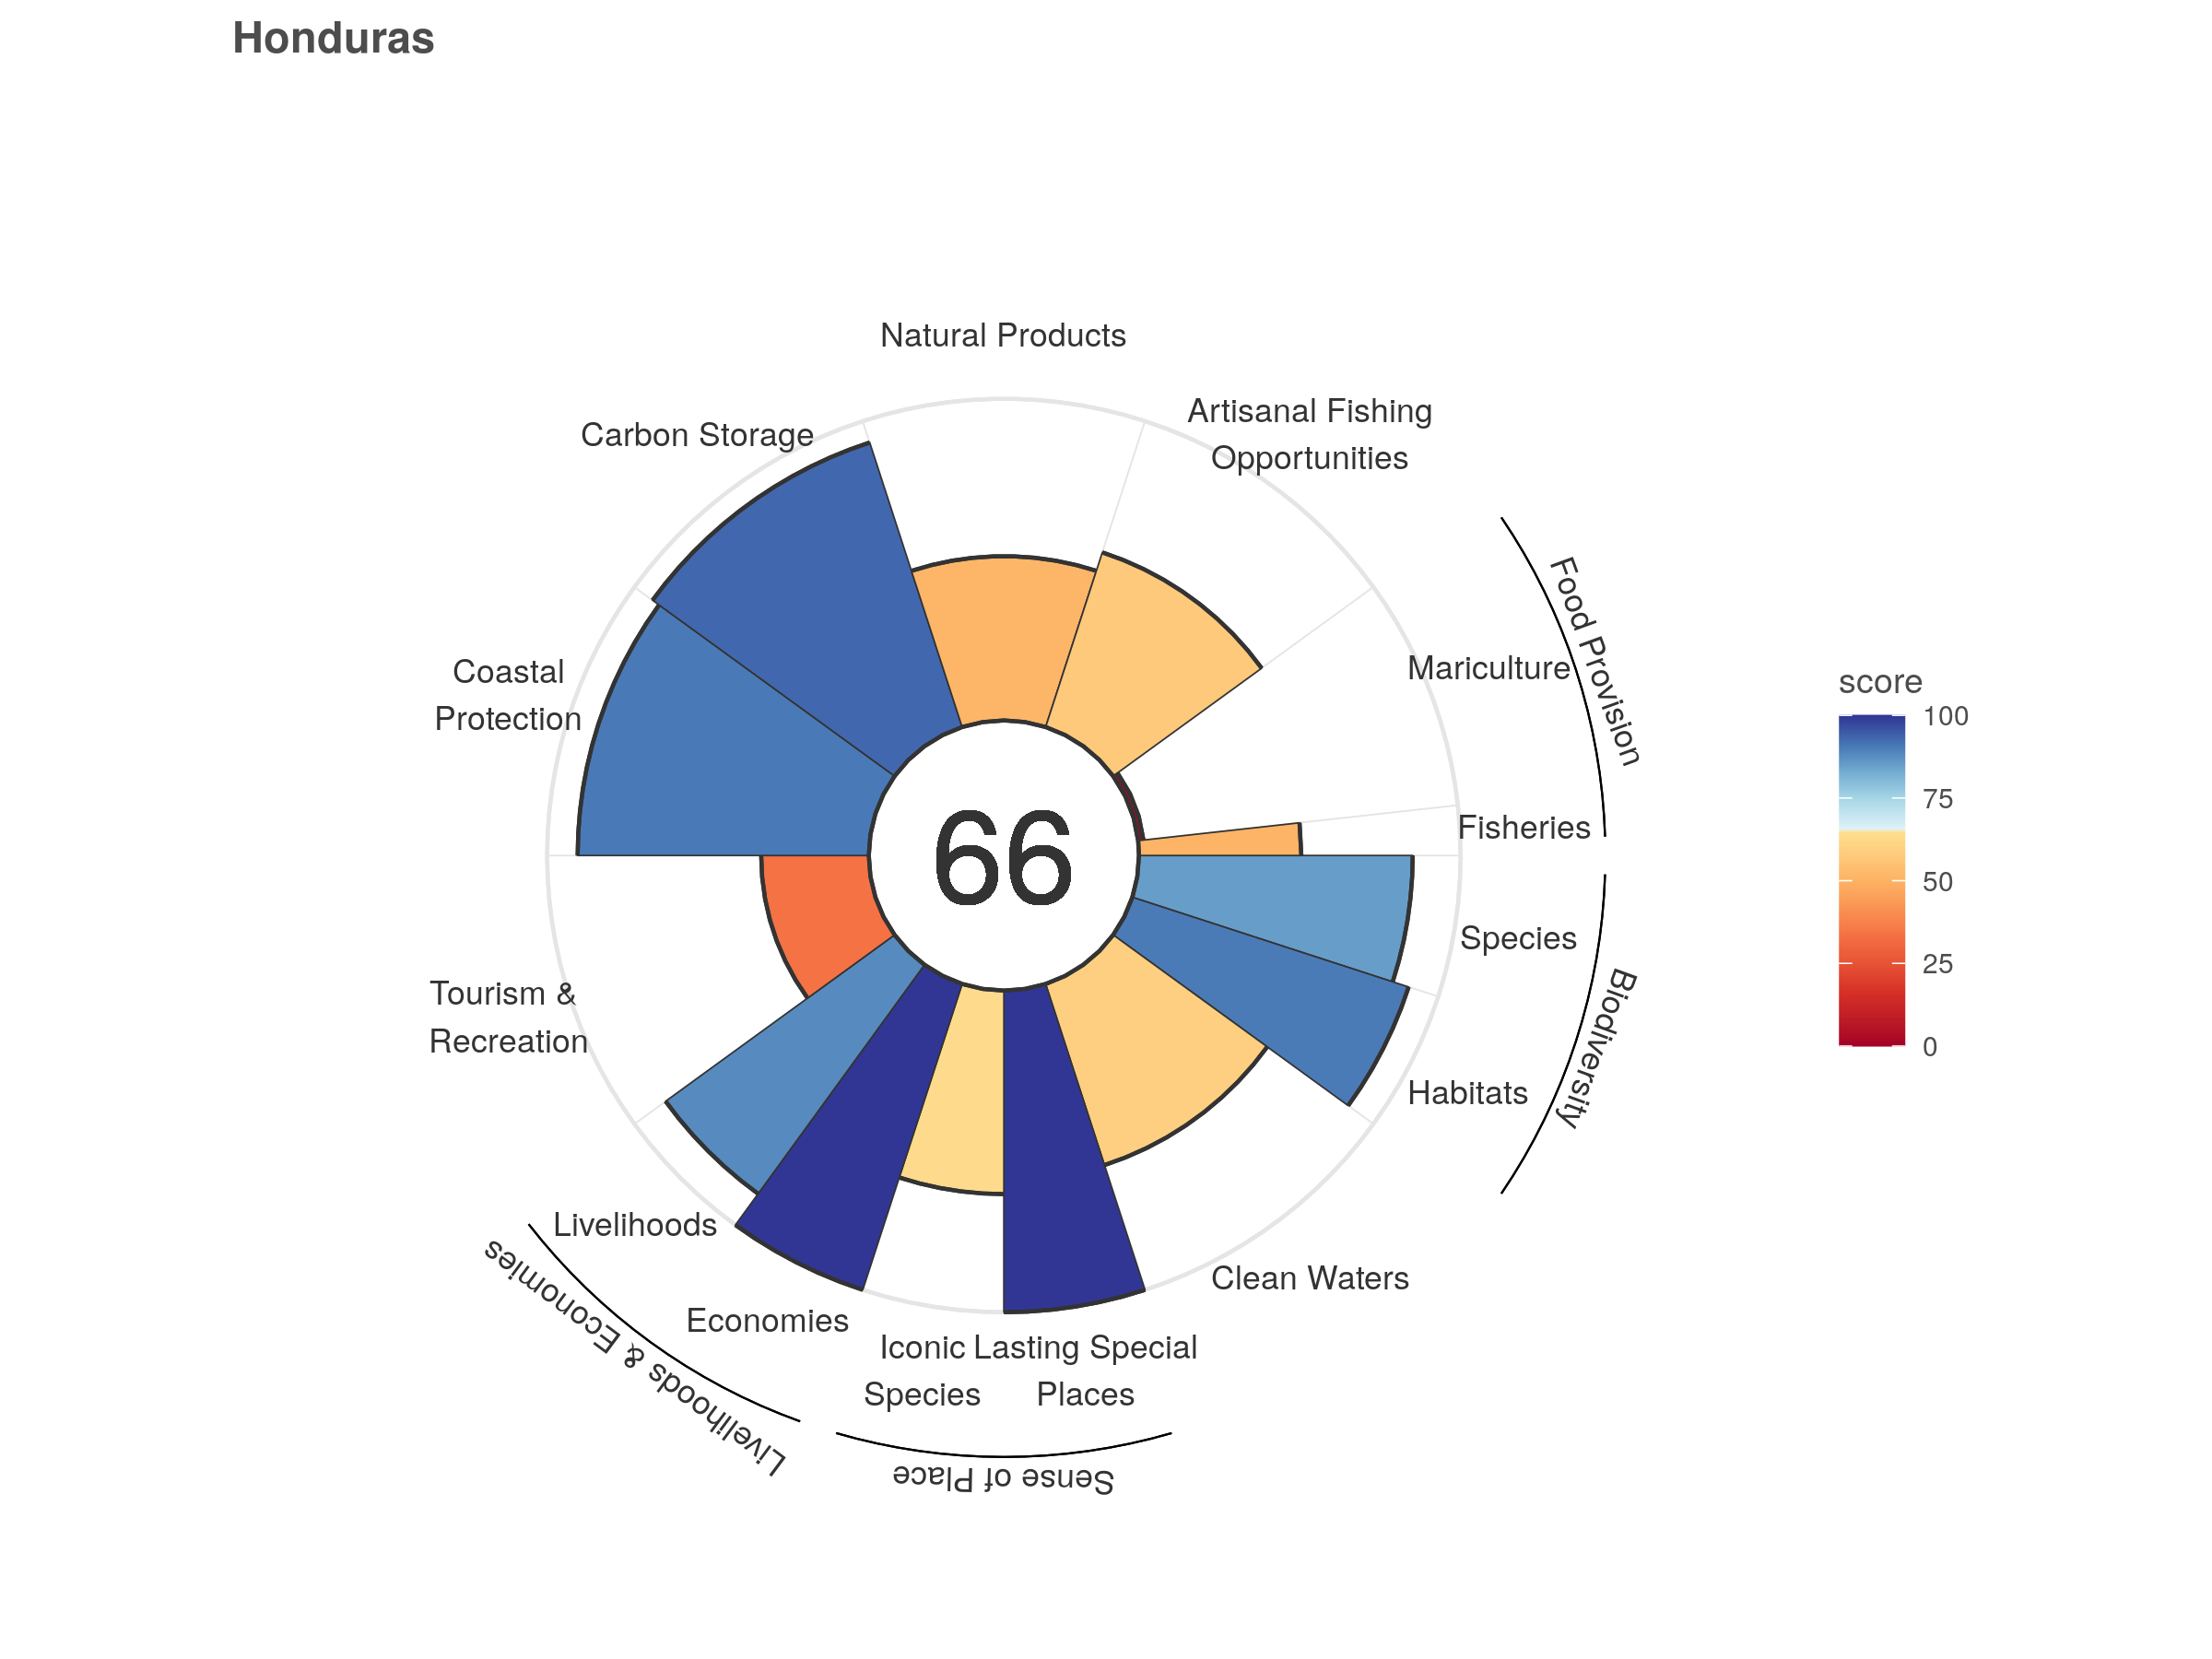 Honduras
Natural Products
Artisanal Fishing
Opportunities
Carbon Storage
Food Provision
Mariculture
Coastal
Protection
Fisheries
66
Species
Biodiversity
Tourism &
Recreation
Habitats
Livelihoods
Clean Waters
Economies
Livelihoods & Economies
Iconic
Species
Lasting Special
Places
Sense of Place
score
100
75
50
25
0